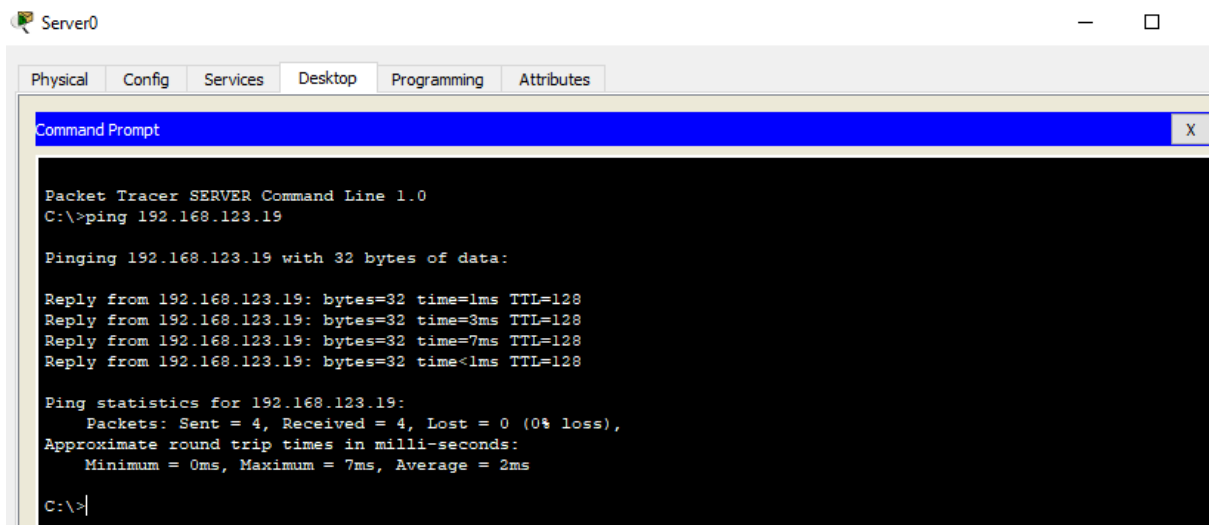 Server0
Physical Config Services Desktop Programming Attributes
Command Prompt X
Packet Tracer SERVER Command Line 1.0
C:\>ping 192.168.123.19
Pinging 192.168.123.19 with 32 bytes of data:
Reply from 192.168.123.19: bytes=32 time=1ms TTL=128
Reply from 192.168.123.19: bytes=32 time=3ms TTL=128
Reply from 192.168.123.19: bytes=32 time=7ms TTL=128
Reply from 192.168.123.19: bytes=32 time<1ms TTL=128
Ping statistics for 192.168.123.19:
Packets: Sent = 4, Received = 4, Lost = 0 (0% loss),
Approximate round trip times in milli-seconds:
Minimum = 0ms, Maximum = 7ms, Average = 2ms
C:\>